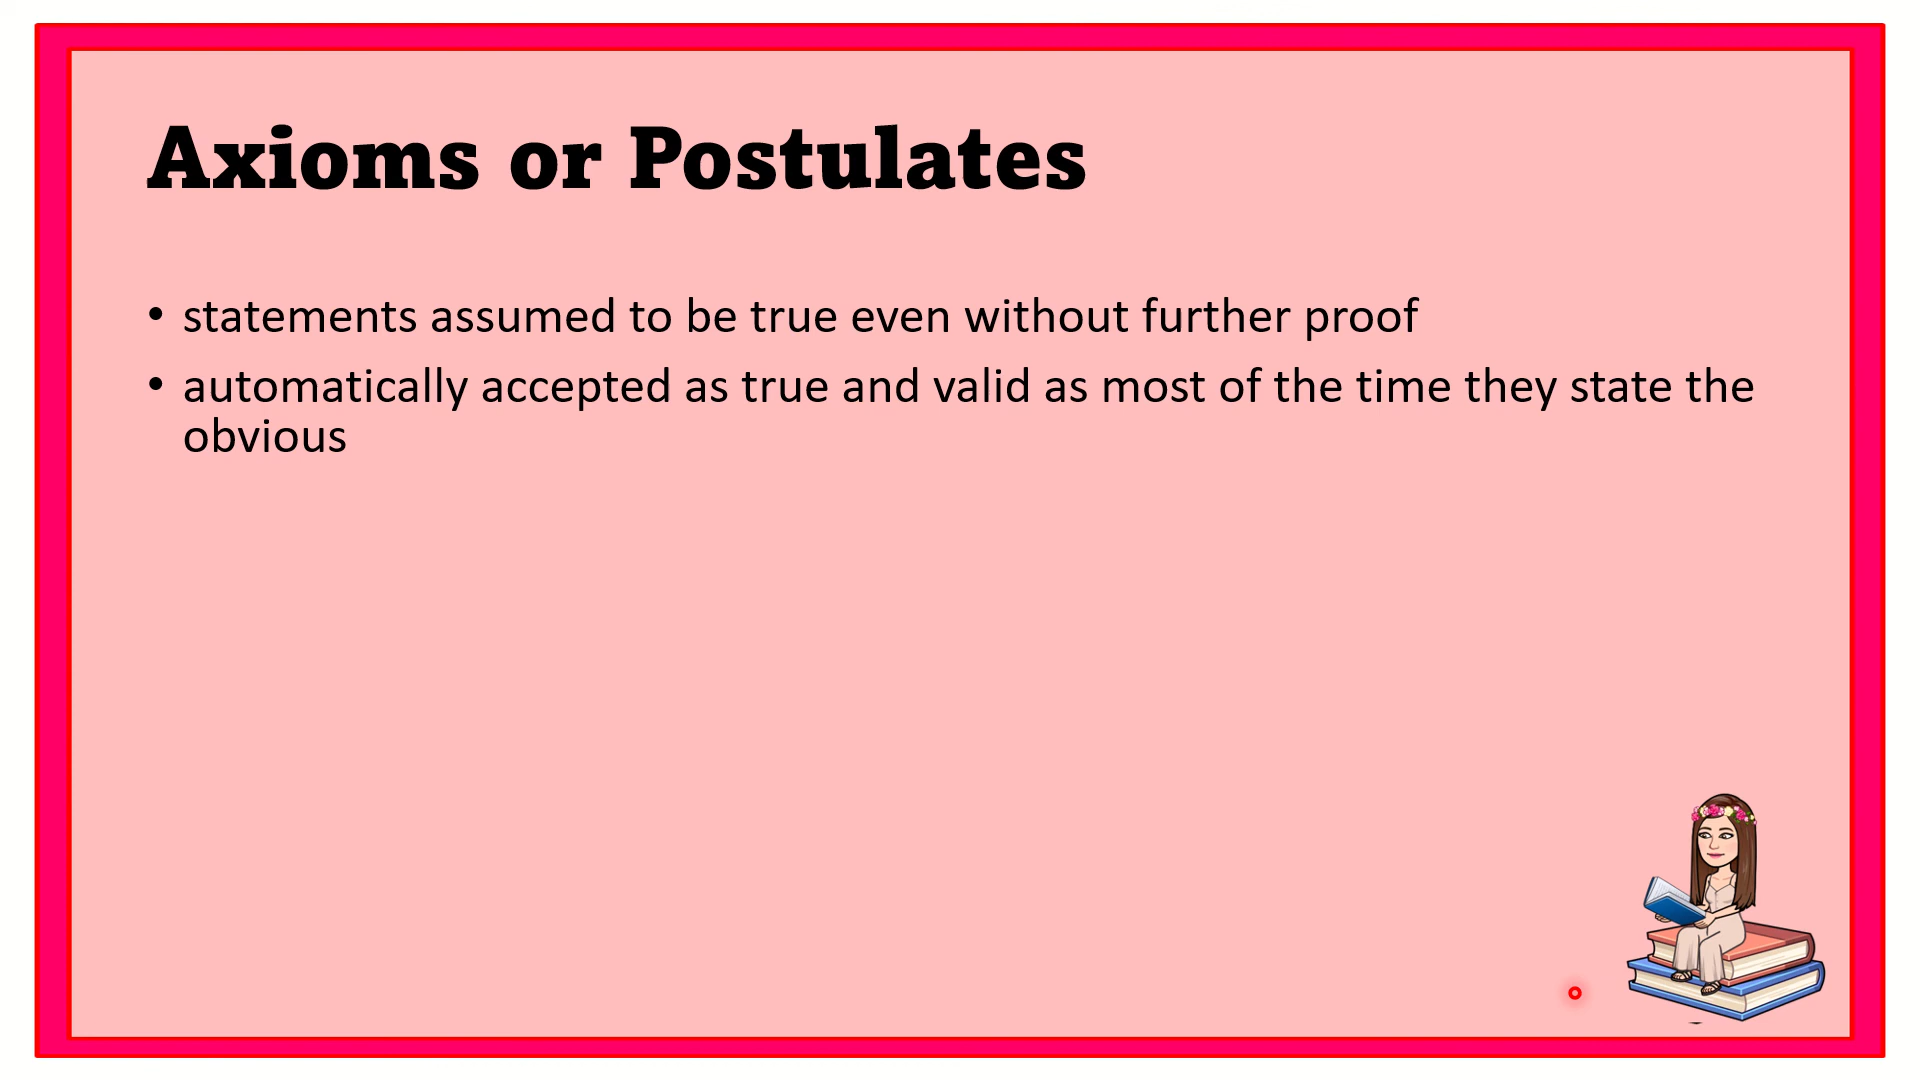 Axioms or Postulates
• statements assumed to be true even without further proof
• automatically accepted as true and valid as most of the time they state the
obvious